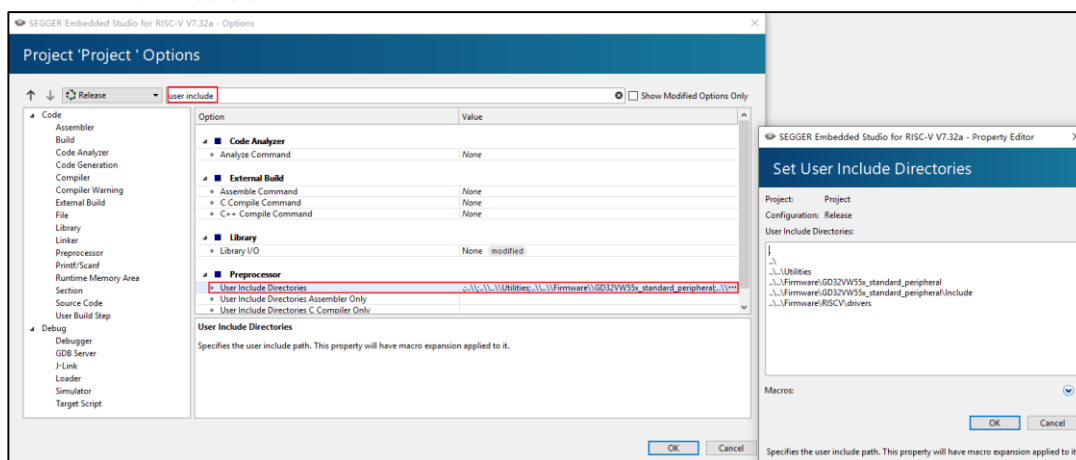 SEGGER Embedded Studio for RISC-V V7.32a - Options
Project 'Project ' Options
Release
user include
Show Modified Options Only
Code
Assembler
Build
Code Analyzer
Code Generation
Compiler
Compiler Warning
External Build
File
Library
Linker
Preprocessor
Printf/Scanf
Runtime Memory Area
Section
Source Code
User Build Step
Debug
Debugger
GDB Server
J-Link
Loader
Simulator
Target Script
Option Value
Code Analyzer
Analyze Command None
External Build
Assemble Command None
C Compile Command None
C++ Compile Command None
Library
Library I/O None modified
Preprocessor
User Include Directories .;..\\;..\\..\\Utilities;..\\..\\Firmware\\GD32VW55x_standard_peripheral;..\\...
User Include Directories Assembler Only
User Include Directories C Compiler Only
User Include Directories
Specifies the user include path. This property will have macro expansion applied to it.
OK Cancel
SEGGER Embedded Studio for RISC-V V7.32a - Property Editor
Set User Include Directories
Project: Project
Configuration: Release
User Include Directories:
.
..\
..\..\Utilities
..\..\Firmware\GD32VW55x_standard_peripheral
..\..\Firmware\GD32VW55x_standard_peripheral\Include
..\..\Firmware\RISCV\drivers
Macros:
OK Cancel
Specifies the user include path. This property will have macro expansion applied to it